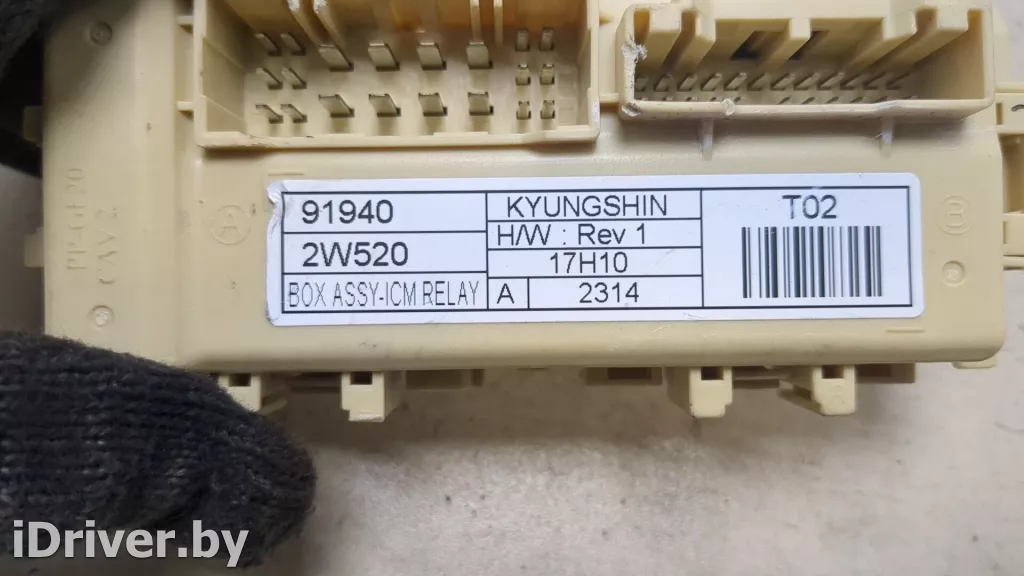 91940
2W520
BOX ASSY-ICM RELAY
KYUNGSHIN
H/W : Rev 1
17H10
A 2314
T02
iDriver.by